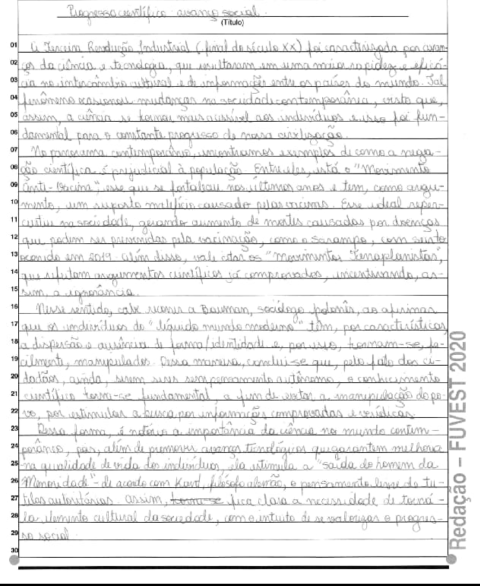 Progresso científico: avanço social
(Título)
01 A Terceira Revolução Industrial (final do século XX) foi caracterizada por avan-
02 ços da ciência e tecnologia, que resultaram em uma maior rapidez e eficá-
03 cia no intercâmbio cultural e de informação entre os países do mundo. Tal
04 fenômeno ocasionou mudanças na sociedade contemporânea, visto que,
05 assim, a ciência se tornou mais acessível aos indivíduos e isso foi fun-
06 damental para o constante progresso de nossa civilização.
07 No panorama contemporâneo, encontramos exemplos de como a nega-
08 ção científica é prejudicial à população. Entre eles, está o "Movimento
09 Anti-Vacina", esse que se fortaleceu nos últimos anos e tem, como argu-
10 mento, um suposto malefício causado pelas vacinas. Esse ideal reper-
11 cutiu na sociedade, gerando aumento de mortes causadas por doenças
12 que podem ser prevenidas pela vacinação, como o Sarampo, com surto
13 ocorrido em 2019. Além disso, vale citar os "Movimentos Terraplanistas",
14 que refutam argumentos científicos já comprovados, incentivando, as-
15 sim, a ignorância.
16 Nesse sentido, cabe recorrer a Bauman, sociólogo polonês, ao afirmar
17 que os indivíduos do "líquido mundo moderno" têm, por características,
18 a dispersão e ausência de forma/identidade e, por isso, tornam-se, fa-
19 cilmente, manipulados. Dessa maneira, conclui-se que, pelo fato dos ci-
20 dadãos, ainda, serem seres sem pensamento autônomo, o conhecimento
21 científico torna-se fundamental, a fim de evitar a manipulação do po-
22 vo, por estimular a busca por informações comprovadas e verídicas.
23 Dessa forma, é notória a importância da ciência no mundo contem-
24 porâneo, pois, além de promover avanços tecnológicos que garantem melhoria
25 na qualidade de vida dos indivíduos, ela estimula a "saída do homem da
26 Menoridade" de acordo com Kant, filósofo alemão, o pensamento livre de tu-
27 telas autoritárias. Assim, torna-se fica clara a necessidade de torná-
28 la elemento cultural da sociedade, com o intuito de se valorizar o progres-
29 so social.
30
Redação – FUVEST 2020